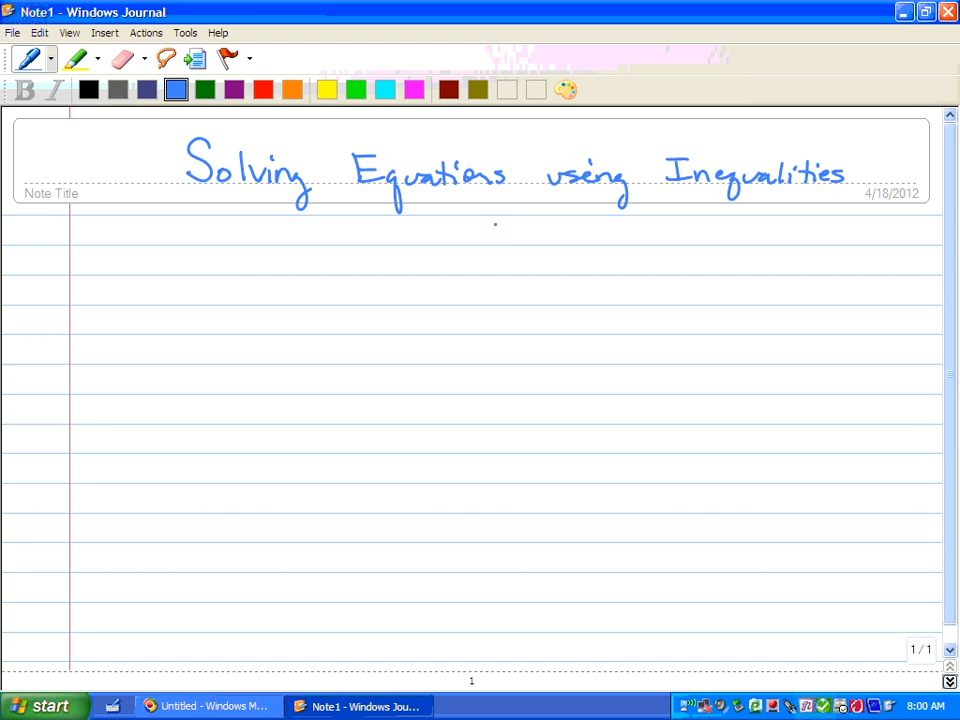 Note1 - Windows Journal
File Edit View Insert Actions Tools Help
B I
Solving Equations using Inequalities
Note Title
4/18/2012
1 / 1
1
start
Untitled - Windows M...
Note1 - Windows Jou...
8:00 AM